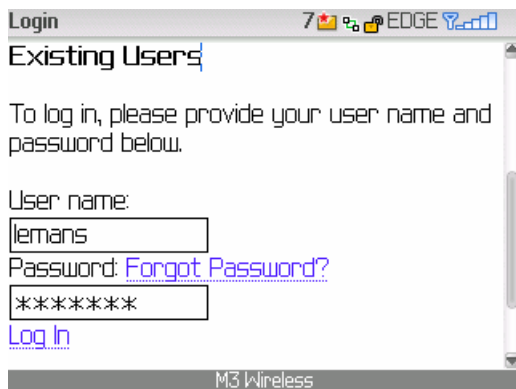 Login 7 EDGE
Existing Users
To log in, please provide your user name and
password below.
User name:
lemans
Password: Forgot Password?
*******
Log In
M3 Wireless